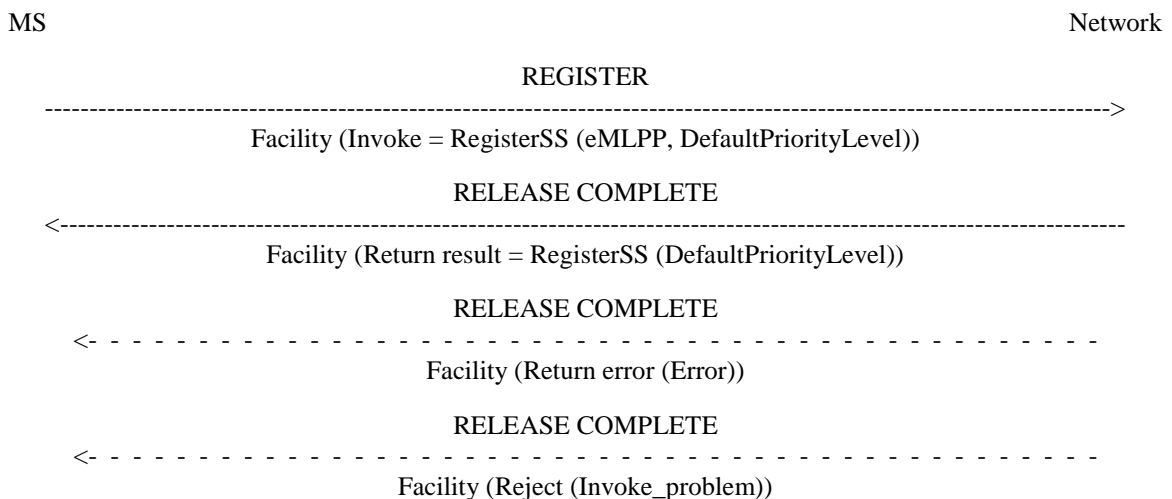 MS Network
REGISTER
------------------------------------------------------------------------------------------------------------------------>
Facility (Invoke = RegisterSS (eMLPP, DefaultPriorityLevel))
RELEASE COMPLETE
<------------------------------------------------------------------------------------------------------------------------
Facility (Return result = RegisterSS (DefaultPriorityLevel))
RELEASE COMPLETE
<- - - - - - - - - - - - - - - - - - - - - - - - - - - - - - - - - - - - - - - - - - - - - -
Facility (Return error (Error))
RELEASE COMPLETE
<- - - - - - - - - - - - - - - - - - - - - - - - - - - - - - - - - - - - - - - - - - - - - -
Facility (Reject (Invoke_problem))